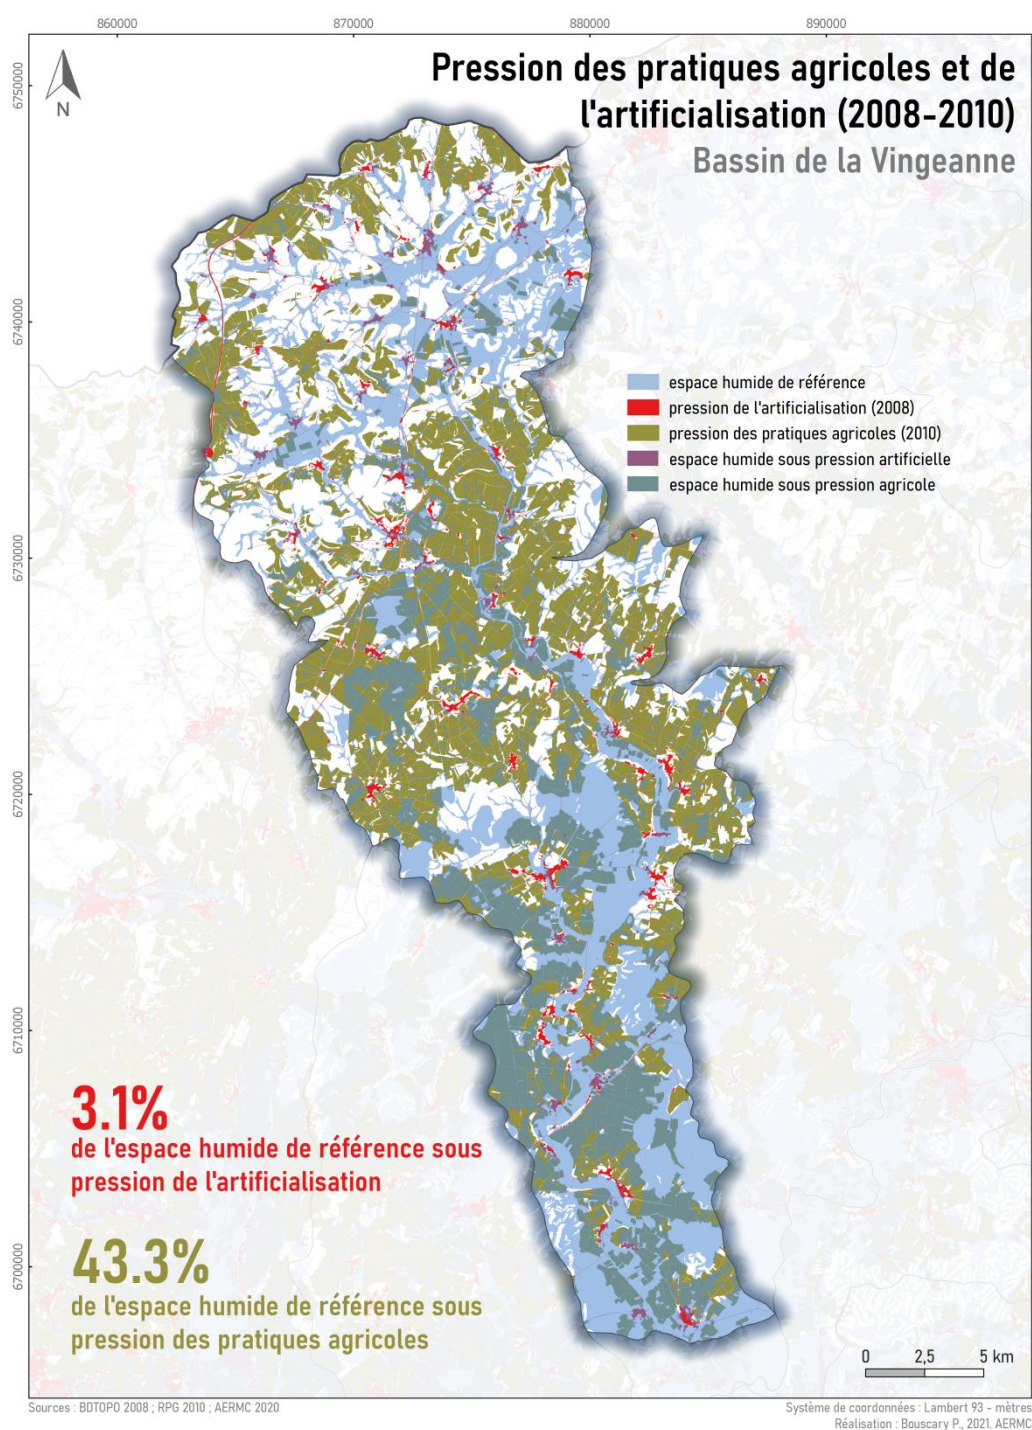 860000 870000 880000 890000
Pression des pratiques agricoles et de
l'artificialisation (2008-2010)
Bassin de la Vingeanne
N
6750000
6740000
6730000
6720000
6710000
6700000
espace humide de référence
pression de l'artificialisation (2008)
pression des pratiques agricoles (2010)
espace humide sous pression artificielle
espace humide sous pression agricole
3.1%
de l'espace humide de référence sous
pression de l'artificialisation
43.3%
de l'espace humide de référence sous
pression des pratiques agricoles
0 2,5 5 km
Sources : BDTOPO 2008 ; RPG 2010 ; AERMC 2020
Système de coordonnées : Lambert 93 - mètres
Réalisation : Bouscary P., 2021. AERMC